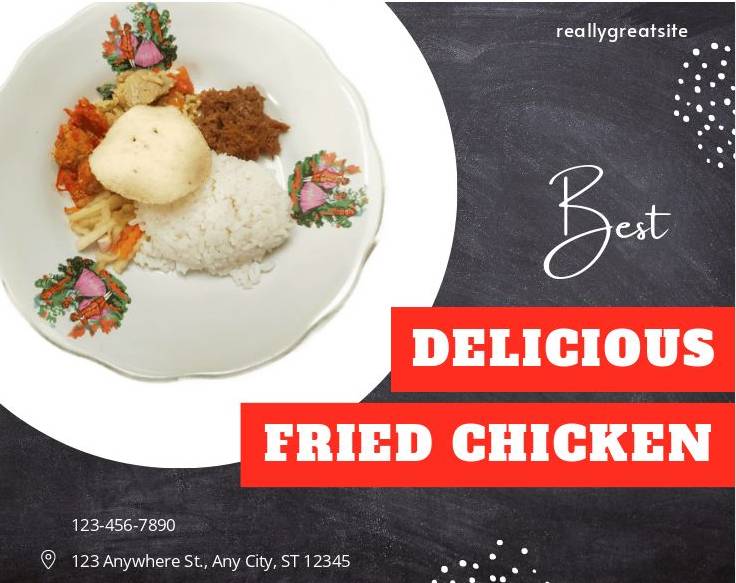 reallygreatsite
Best
DELICIOUS
FRIED CHICKEN
123-456-7890
123 Anywhere St., Any City, ST 12345